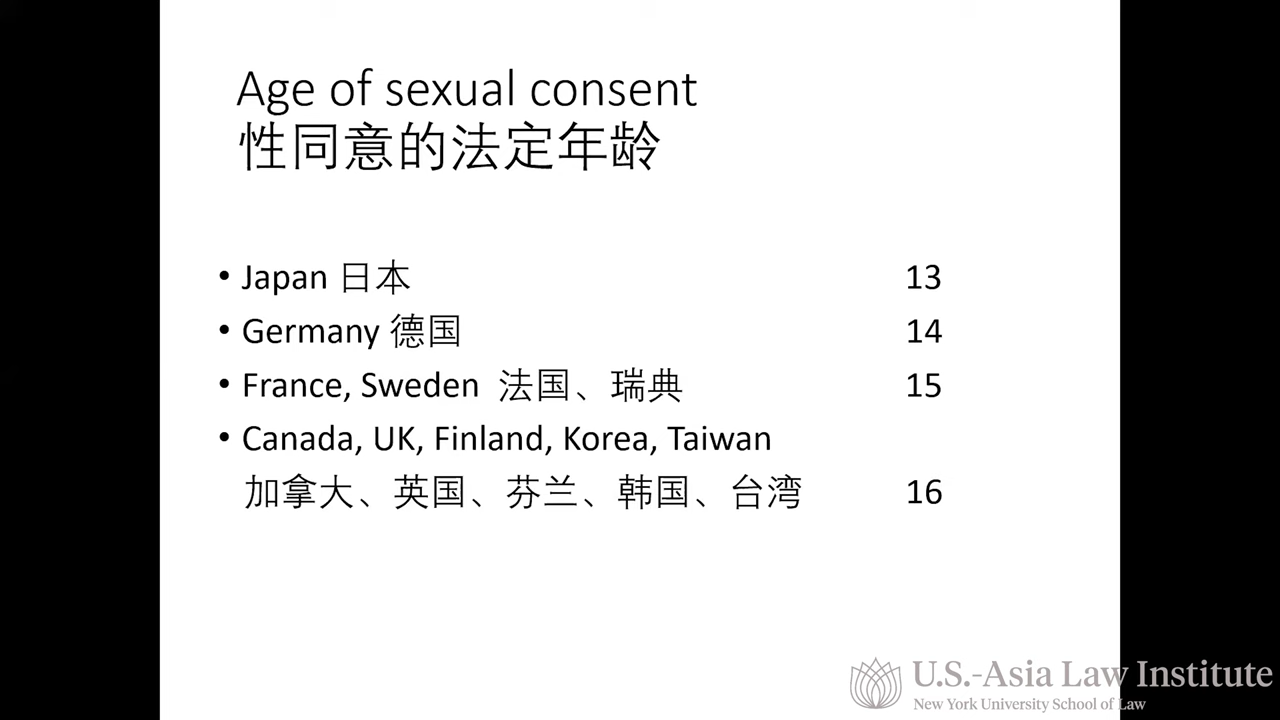 Age of sexual consent
性同意的法定年龄
• Japan 日本 13
• Germany 德国 14
• France, Sweden 法国、瑞典 15
• Canada, UK, Finland, Korea, Taiwan
加拿大、英国、芬兰、韩国、台湾 16
U.S.-Asia Law Institute
New York University School of Law